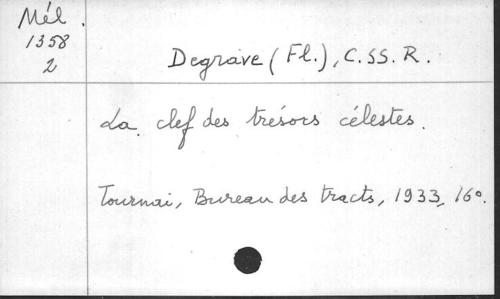 Mél.
1358
2
Degrave (Fl.), C.SS.R.
La clef des trésors célestes.
Tournai, Bureau des tracts, 1933, 16°.